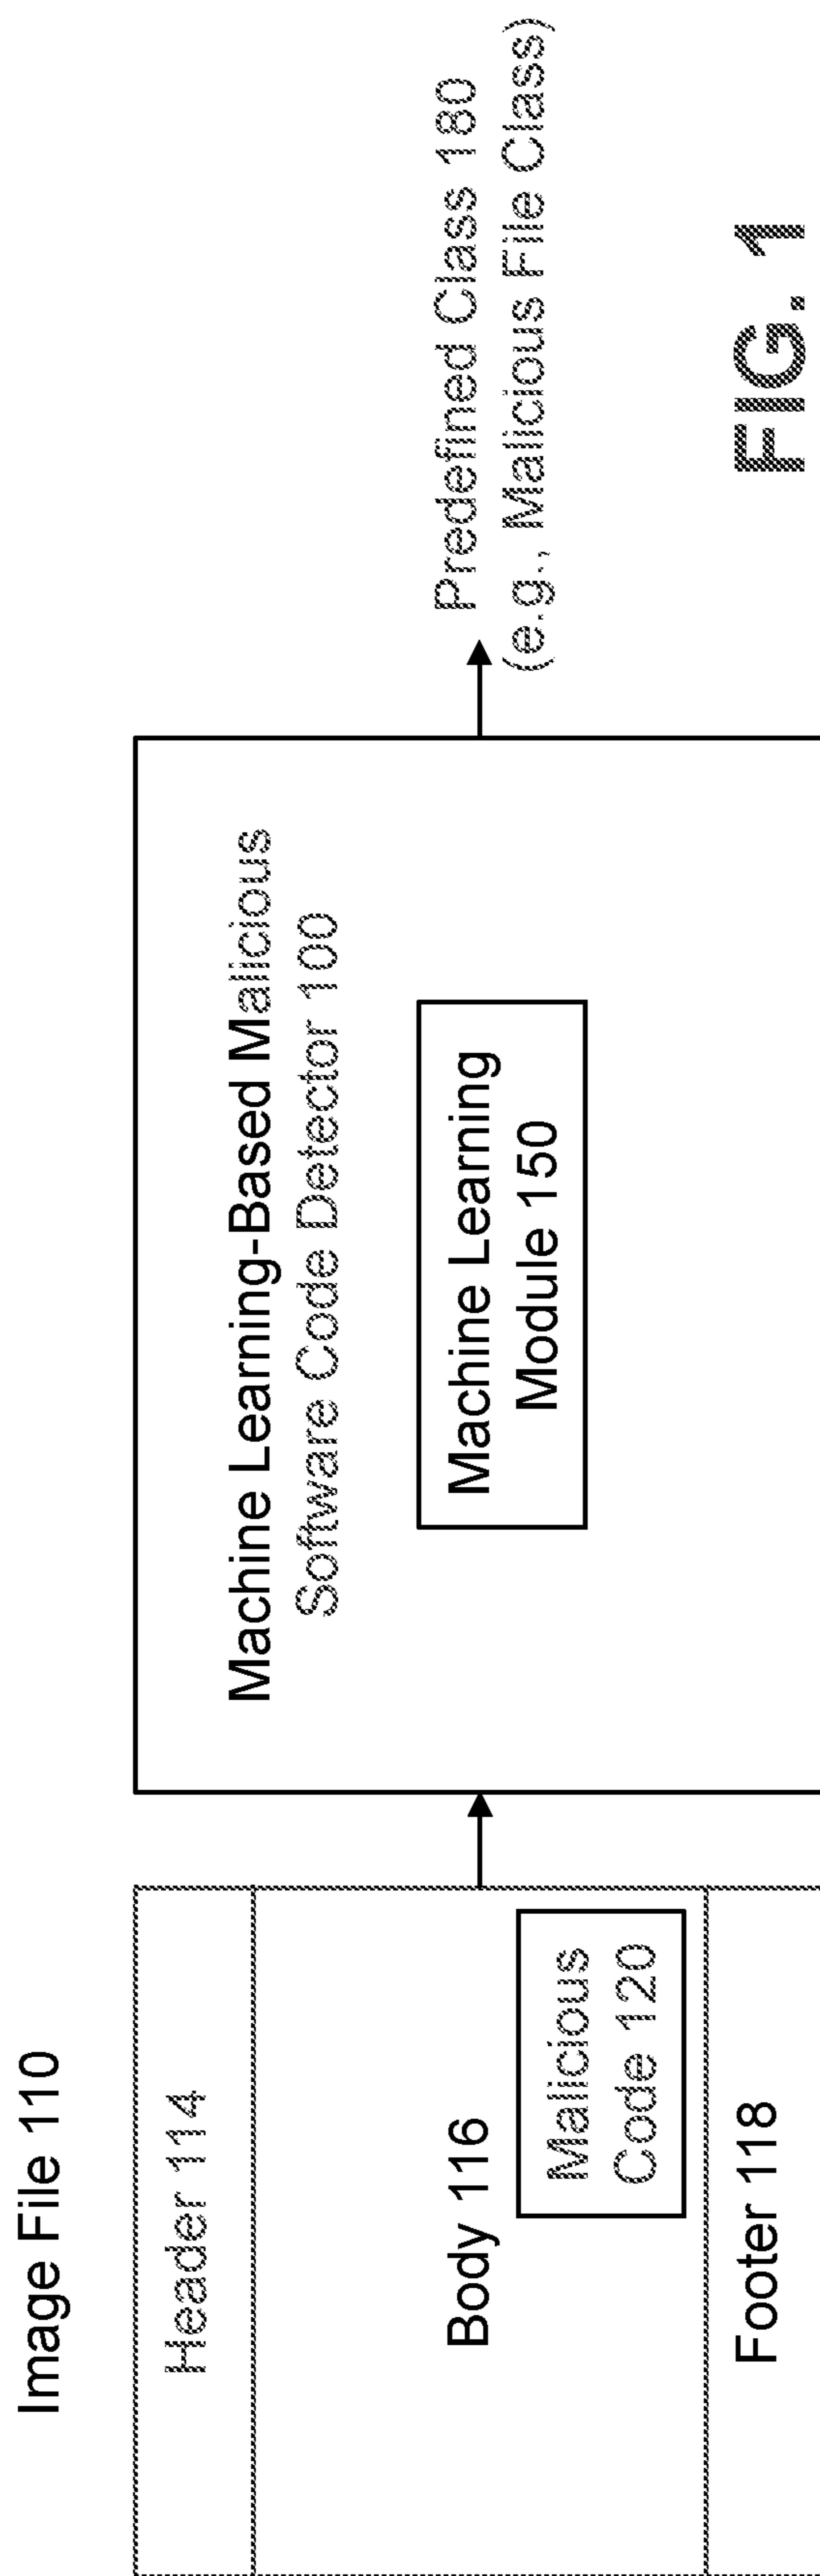 Image File 110
Header 114
Body 116
Malicious
Code 120
Footer 118
Machine Learning-Based Malicious
Software Code Detector 100
Machine Learning
Module 150
Predefined Class 180
(e.g., Malicious File Class)
FIG. 1